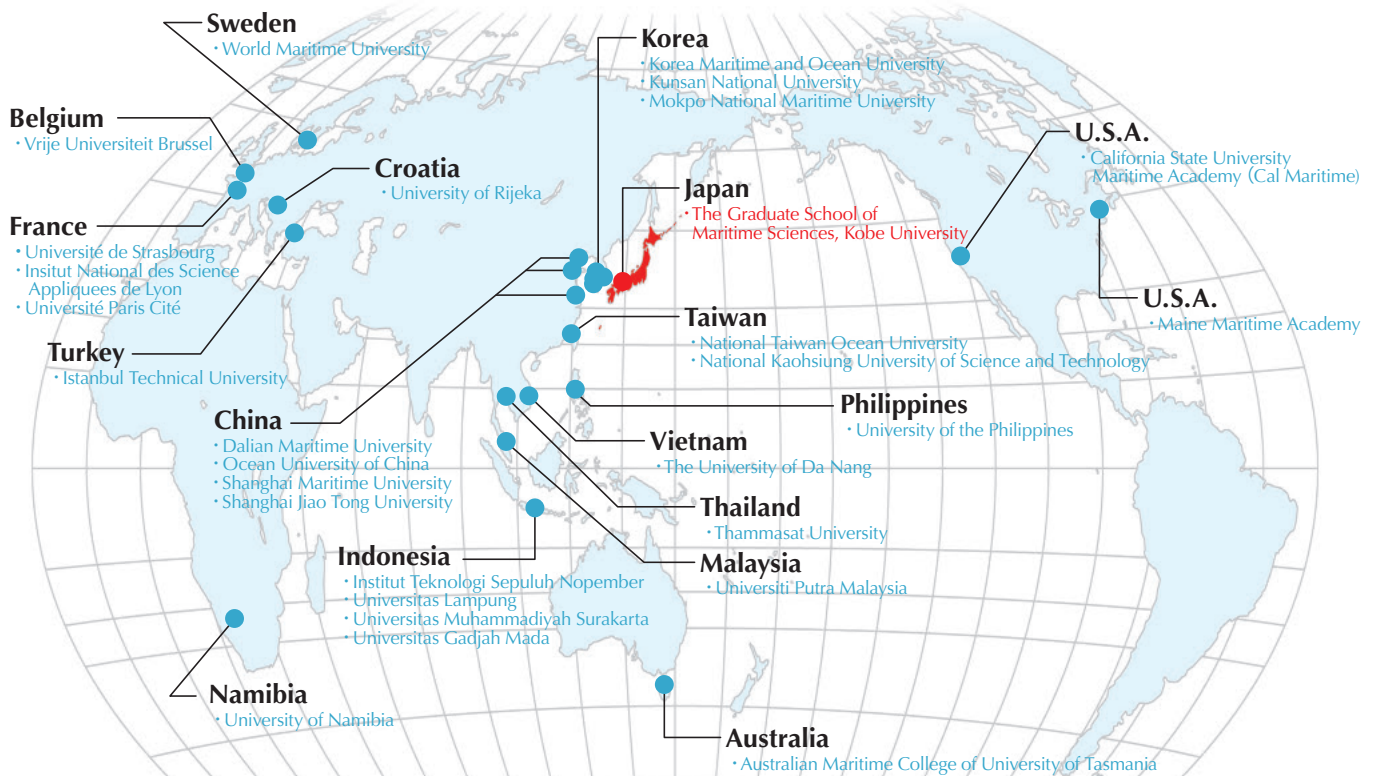 Sweden
・World Maritime University
Korea
・Korea Maritime and Ocean University
・Kunsan National University
・Mokpo National Maritime University
Belgium
・Vrije Universiteit Brussel
U.S.A.
・California State University
Maritime Academy (Cal Maritime)
Croatia
・University of Rijeka
Japan
・The Graduate School of
Maritime Sciences, Kobe University
France
・Université de Strasbourg
・Insitut National des Science
Appliquees de Lyon
・Université Paris Cité
U.S.A.
・Maine Maritime Academy
Taiwan
・National Taiwan Ocean University
・National Kaohsiung University of Science and Technology
Turkey
・Istanbul Technical University
Philippines
・University of the Philippines
China
・Dalian Maritime University
・Ocean University of China
・Shanghai Maritime University
・Shanghai Jiao Tong University
Vietnam
・The University of Da Nang
Thailand
・Thammasat University
Indonesia
・Institut Teknologi Sepuluh Nopember
・Universitas Lampung
・Universitas Muhammadiyah Surakarta
・Universitas Gadjah Mada
Malaysia
・Universiti Putra Malaysia
Namibia
・University of Namibia
Australia
・Australian Maritime College of University of Tasmania